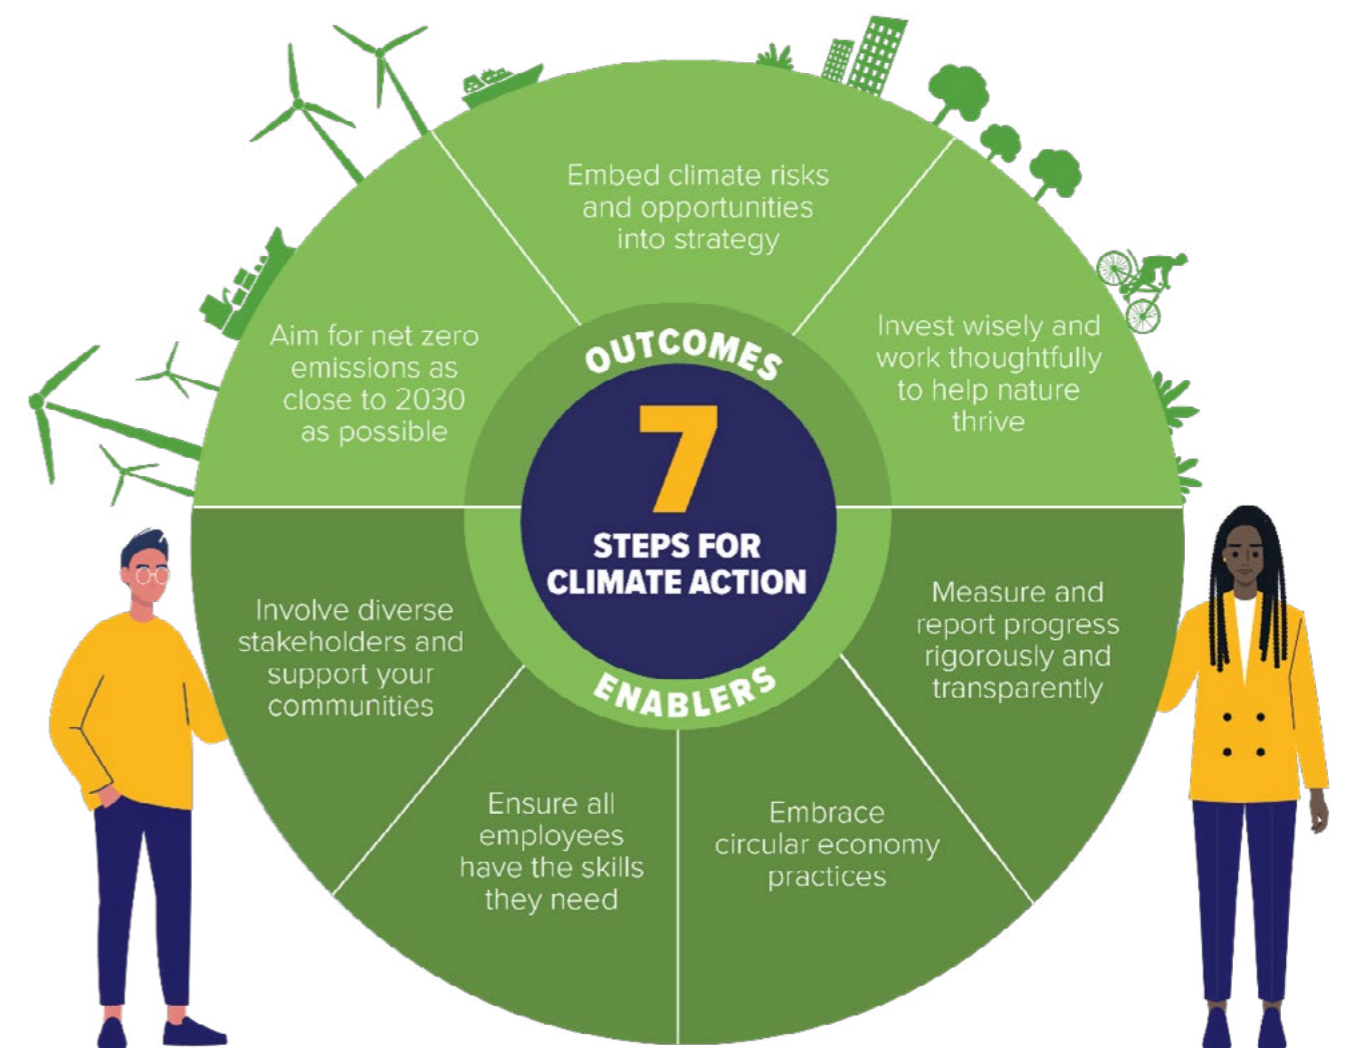 Embed climate risks
and opportunities
into strategy
Aim for net zero
emissions as
close to 2030
as possible
Invest wisely and
work thoughtfully
to help nature
thrive
OUTCOMES
7
STEPS FOR
CLIMATE ACTION
ENABLERS
Involve diverse
stakeholders and
support your
communities
Measure and
report progress
rigorously and
transparently
Ensure all
employees
have the skills
they need
Embrace
circular economy
practices